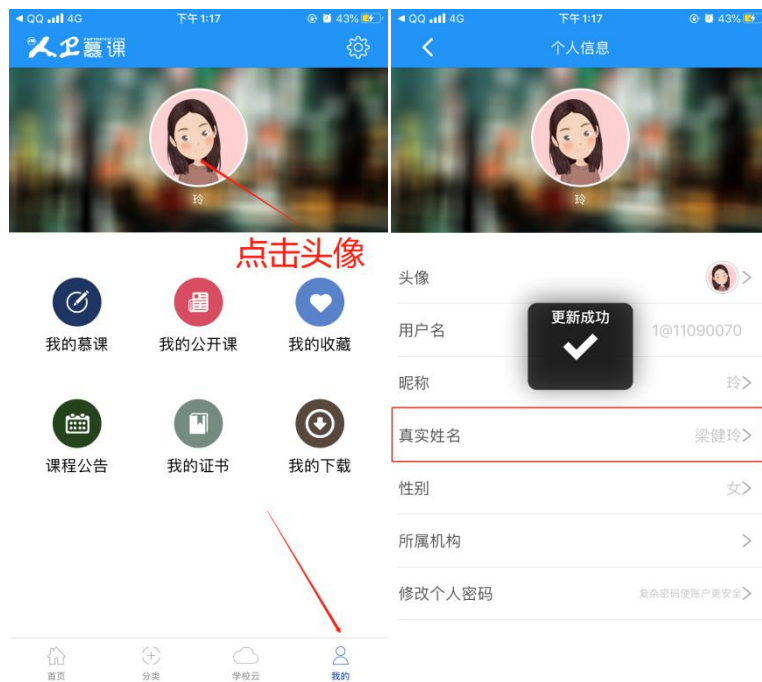 QQ 4G
下午1:17
43%
人卫慕课
玲
点击头像
我的慕课
我的公开课
我的收藏
课程公告
我的证书
我的下载
首页
分类
学校云
我的
QQ 4G
下午1:17
43%
个人信息
玲
头像
更新成功
用户名
1@11090070
昵称
玲
真实姓名
梁健玲
性别
女
所属机构
修改个人密码
复杂密码使账户更安全